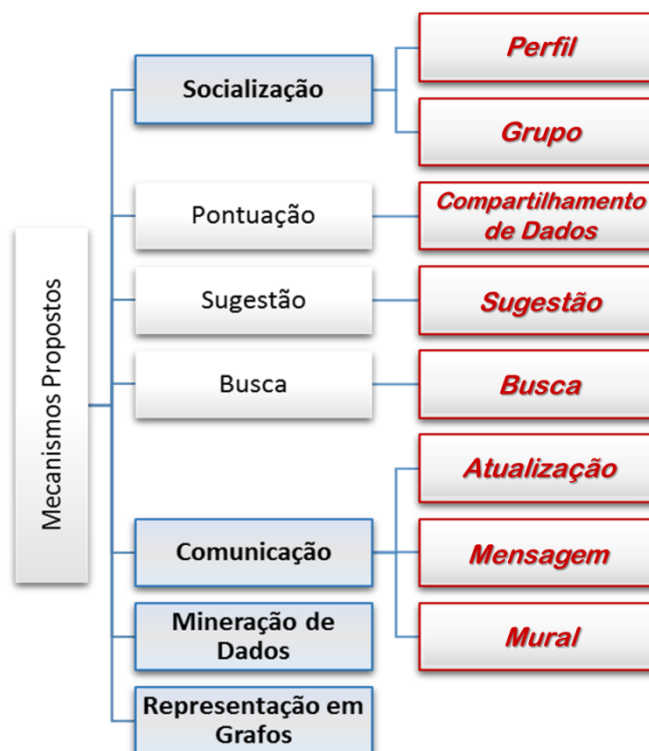 Mecanismos Propostos
Socialização
Perfil
Grupo
Pontuação
Compartilhamento
de Dados
Sugestão
Sugestão
Busca
Busca
Comunicação
Atualização
Mensagem
Mural
Mineração de
Dados
Representação em
Grafos